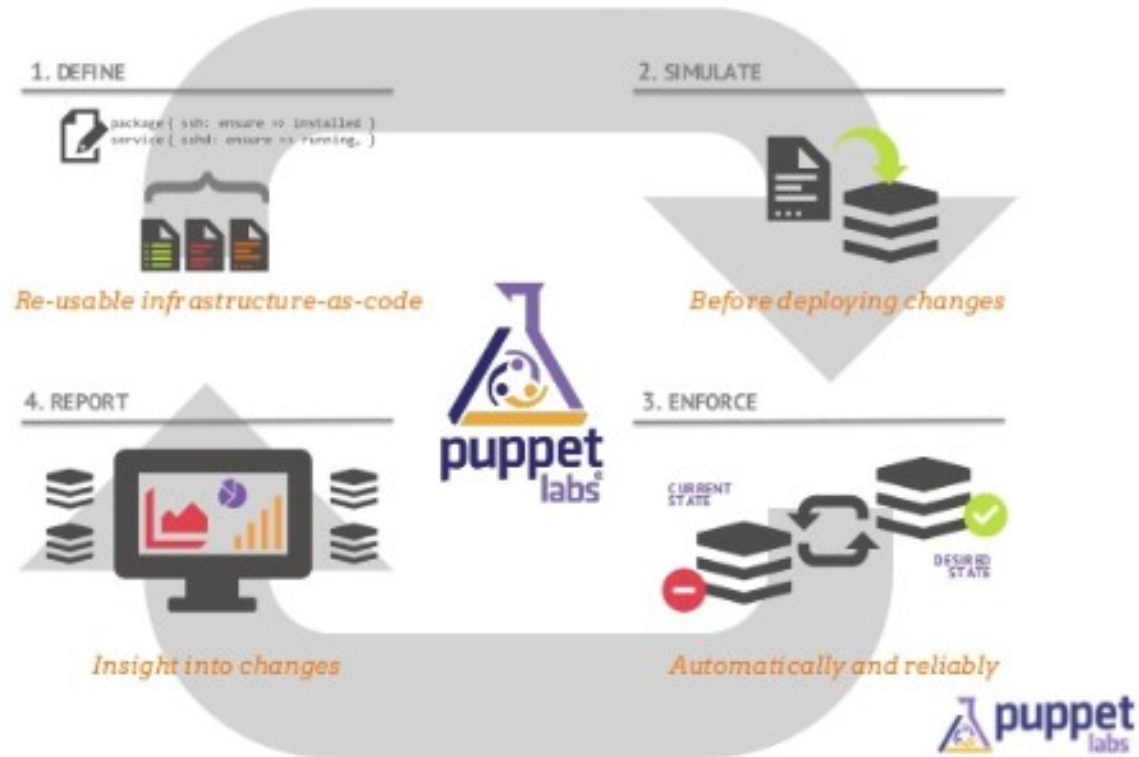 1. DEFINE
package { ssh: ensure => installed }
service { sshd: ensure => running, }
Re-usable infrastructure-as-code
2. SIMULATE
Before deploying changes
puppet
labs
4. REPORT
Insight into changes
3. ENFORCE
CURRENT
STATE
DESIRED
STATE
Automatically and reliably
puppet
labs